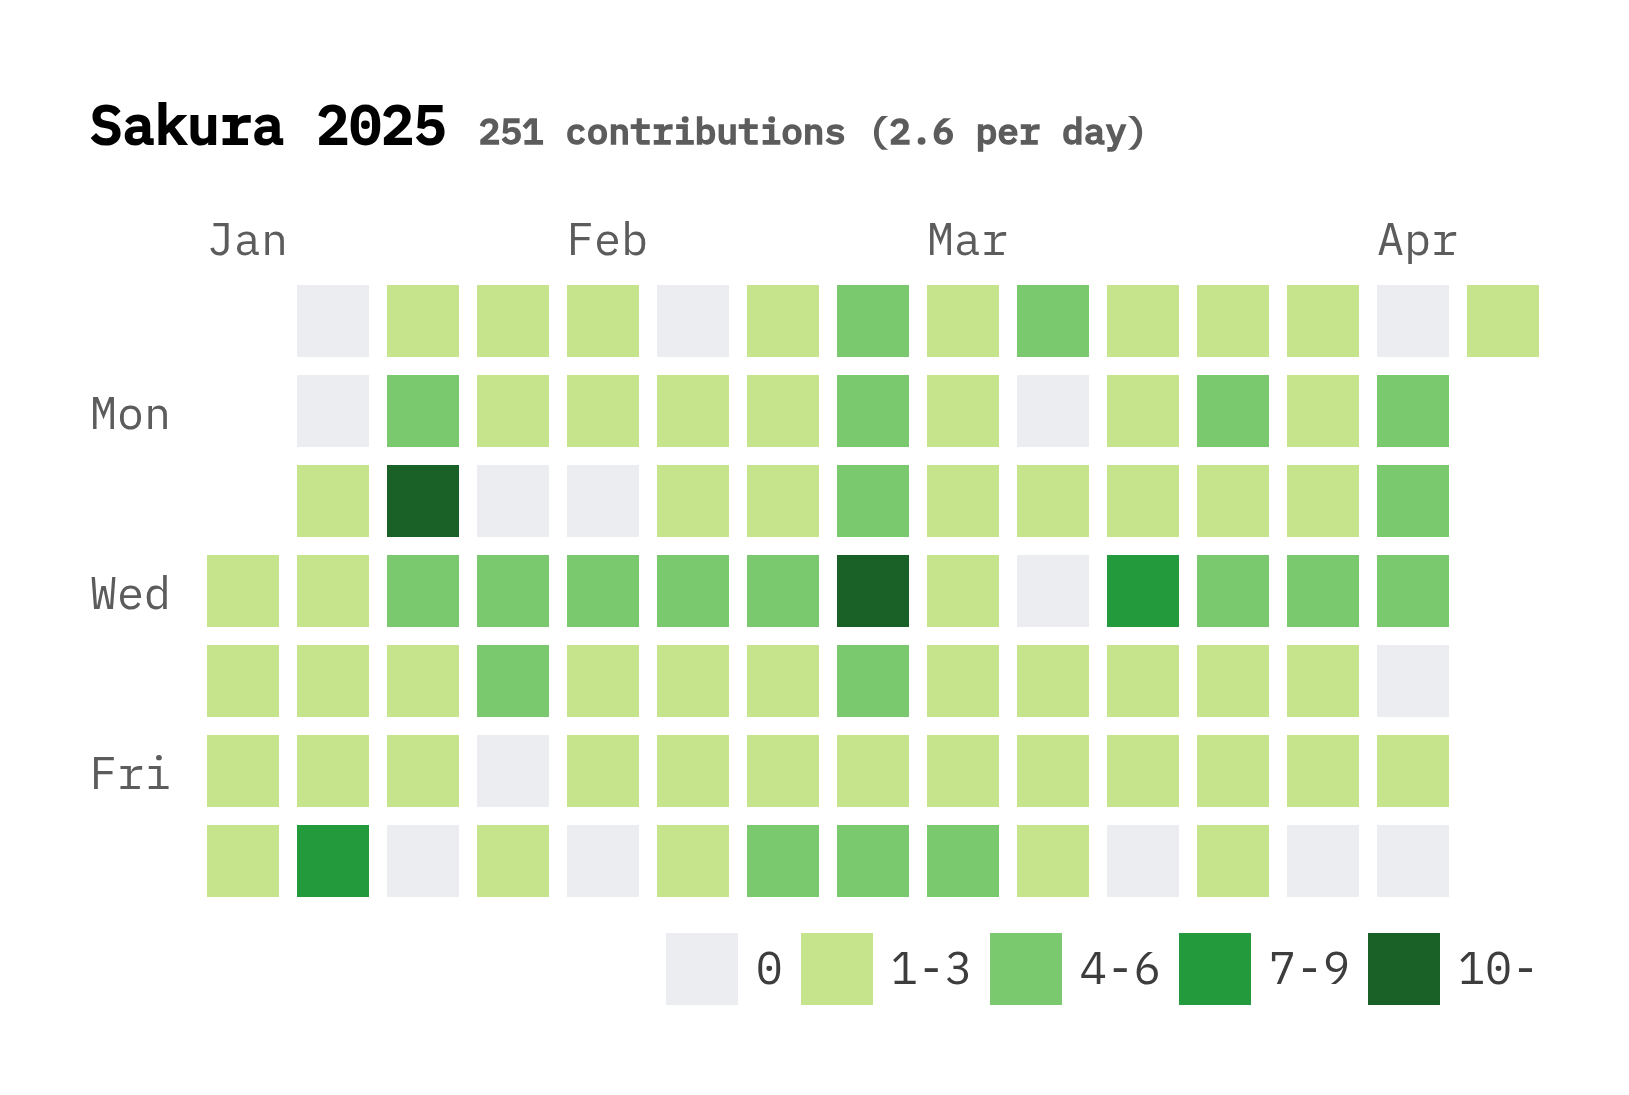 Sakura 2025 251 contributions (2.6 per day)
Jan Feb Mar Apr
Mon
Wed
Fri
0 1-3 4-6 7-9 10-